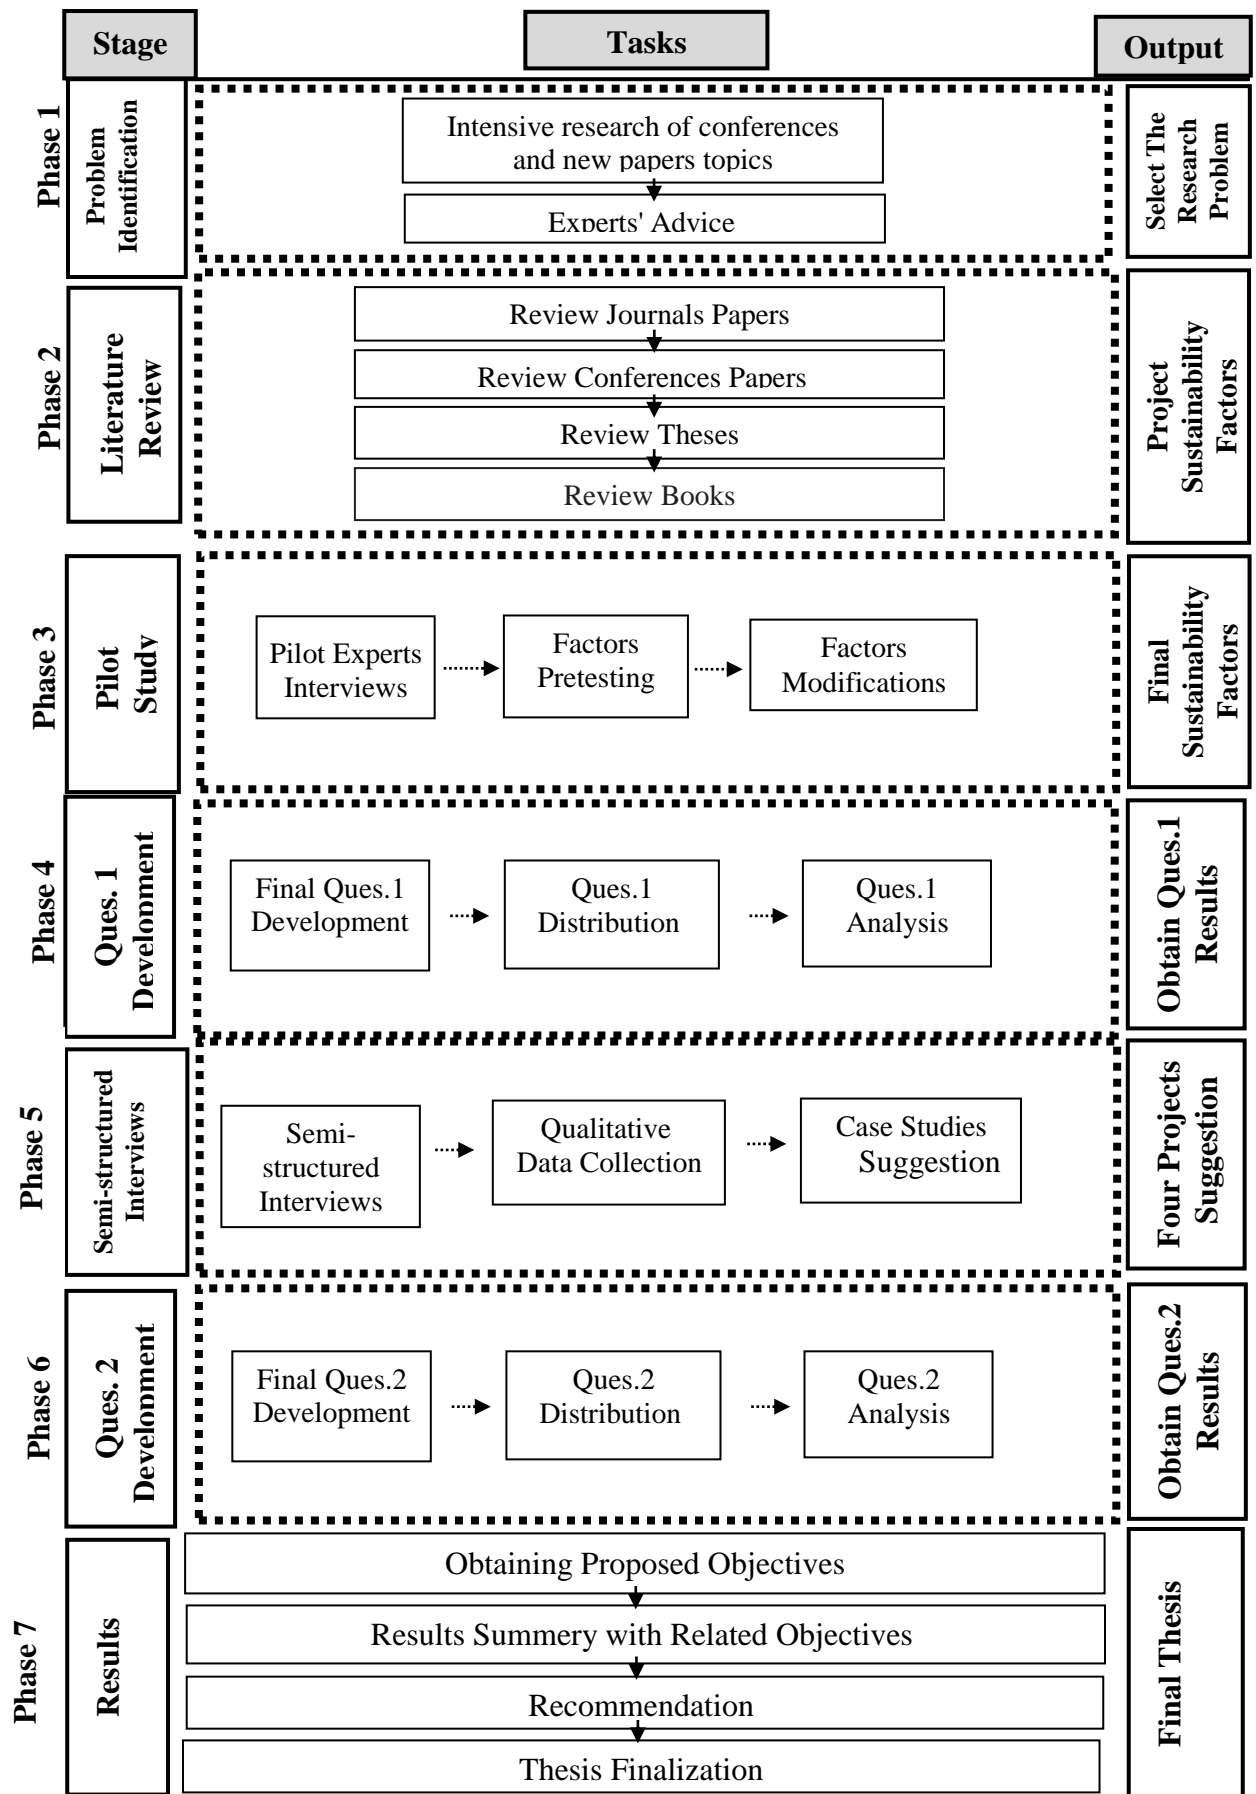 Stage
Tasks
Output
Phase 1
Problem
Identification
Intensive research of conferences
and new papers topics
Experts' Advice
Select The
Research
Problem
Phase 2
Literature
Review
Review Journals Papers
Review Conferences Papers
Review Theses
Review Books
Project
Sustainability
Factors
Phase 3
Pilot
Study
Pilot Experts
Interviews
Factors
Pretesting
Factors
Modifications
Final
Sustainability
Factors
Phase 4
Ques. 1
Development
Final Ques.1
Development
Ques.1
Distribution
Ques.1
Analysis
Obtain Ques.1
Results
Phase 5
Semi-structured
Interviews
Semi-
structured
Interviews
Qualitative
Data Collection
Case Studies
Suggestion
Four Projects
Suggestion
Phase 6
Ques. 2
Development
Final Ques.2
Development
Ques.2
Distribution
Ques.2
Analysis
Obtain Ques.2
Results
Phase 7
Results
Obtaining Proposed Objectives
Results Summery with Related Objectives
Recommendation
Thesis Finalization
Final Thesis